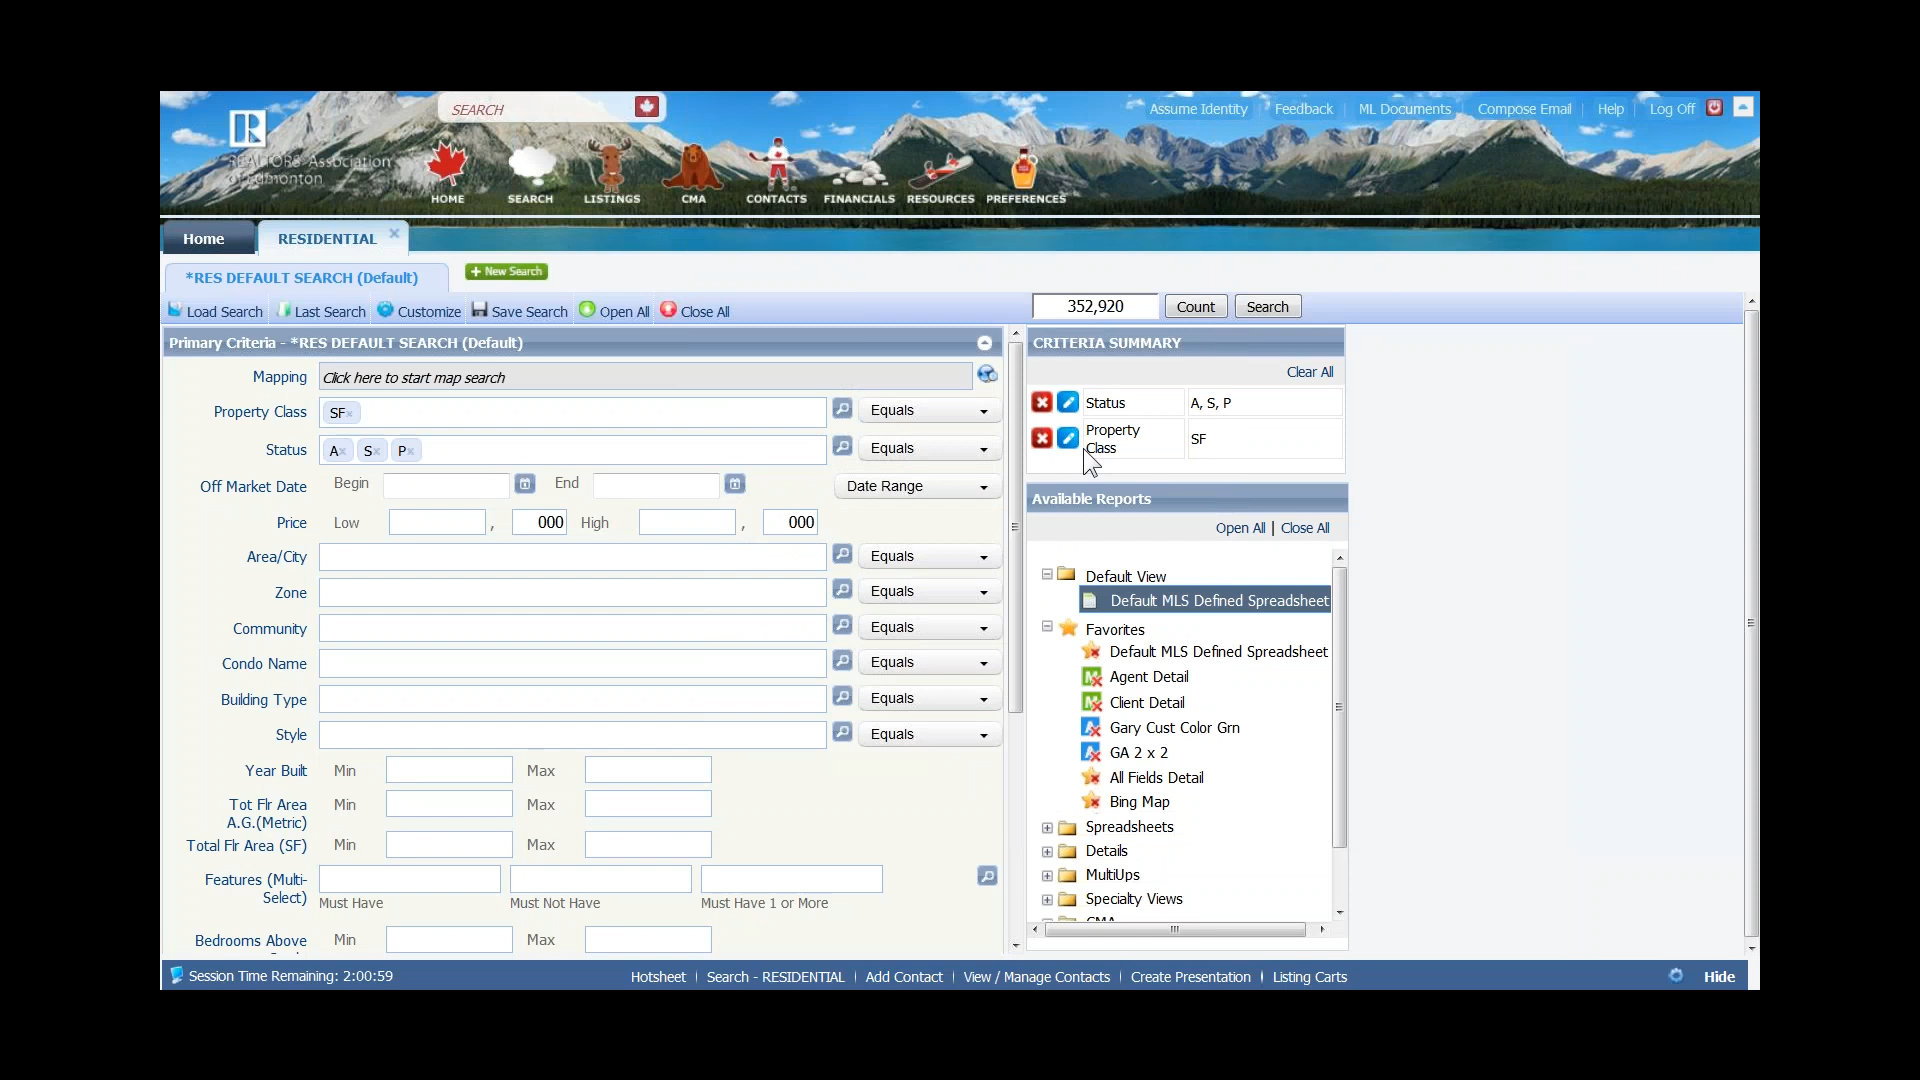 SEARCH
Assume Identity Feedback ML Documents Compose Email Help Log Off
R
REALTORS Association
of Edmonton
HOME SEARCH LISTINGS CMA CONTACTS FINANCIALS RESOURCES PREFERENCES
Home RESIDENTIAL
*RES DEFAULT SEARCH (Default) + New Search
Load Search Last Search Customize Save Search Open All Close All 352,920 Count Search
Primary Criteria - *RES DEFAULT SEARCH (Default)
Mapping Click here to start map search
Property Class SF× Equals
Status A× S× P× Equals
Off Market Date Begin End Date Range
Price Low , 000 High , 000
Area/City Equals
Zone Equals
Community Equals
Condo Name Equals
Building Type Equals
Style Equals
Year Built Min Max
Tot Flr Area
A.G.(Metric) Min Max
Total Flr Area (SF) Min Max
Features (Multi-
Select)
Must Have Must Not Have Must Have 1 or More
Bedrooms Above Min Max
CRITERIA SUMMARY
Clear All
Status A, S, P
Property
Class SF
Available Reports
Open All | Close All
Default View
Default MLS Defined Spreadsheet
Favorites
Default MLS Defined Spreadsheet
Agent Detail
Client Detail
Gary Cust Color Grn
GA 2 x 2
All Fields Detail
Bing Map
Spreadsheets
Details
MultiUps
Specialty Views
CMA
Session Time Remaining: 2:00:59 Hotsheet Search - RESIDENTIAL Add Contact View / Manage Contacts Create Presentation Listing Carts Hide